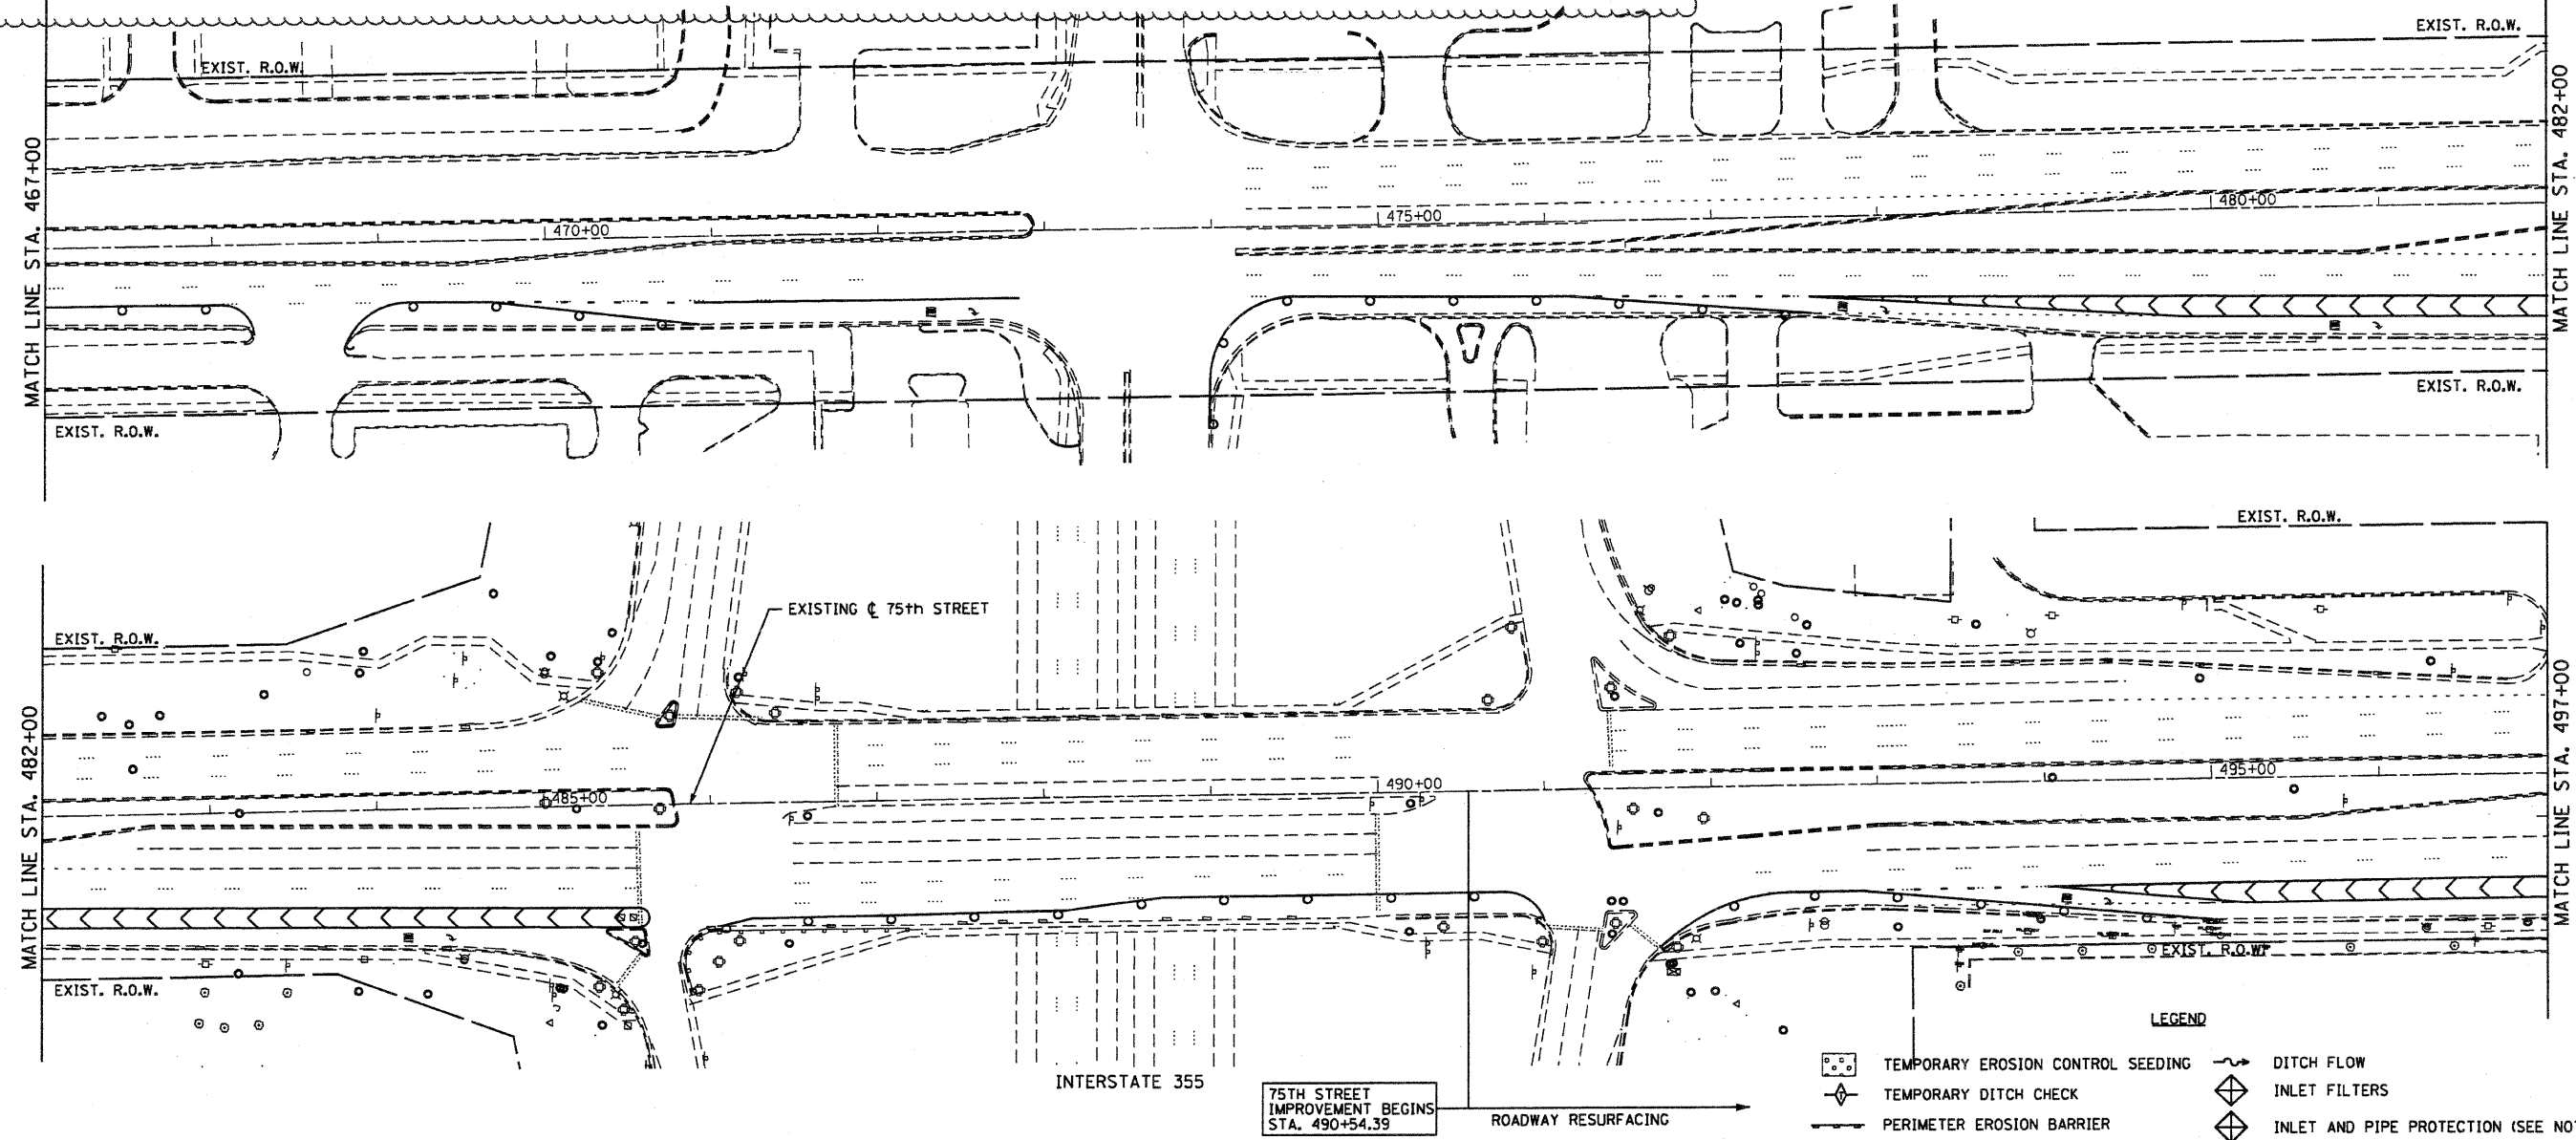 EXIST. R.O.W.
EXIST. R.O.W.
MATCH LINE STA. 467+00
MATCH LINE STA. 482+00
470+00
475+00
480+00
EXIST. R.O.W.
EXIST. R.O.W.
EXIST. R.O.W.
EXISTING ℄ 75th STREET
EXIST. R.O.W.
MATCH LINE STA. 482+00
MATCH LINE STA. 497+00
485+00
490+00
495+00
EXIST. R.O.W.
EXIST. R.O.W.
LEGEND
INTERSTATE 355
75TH STREET
IMPROVEMENT BEGINS
STA. 490+54.39
ROADWAY RESURFACING
TEMPORARY EROSION CONTROL SEEDING
TEMPORARY DITCH CHECK
PERIMETER EROSION BARRIER
DITCH FLOW
INLET FILTERS
INLET AND PIPE PROTECTION (SEE NO